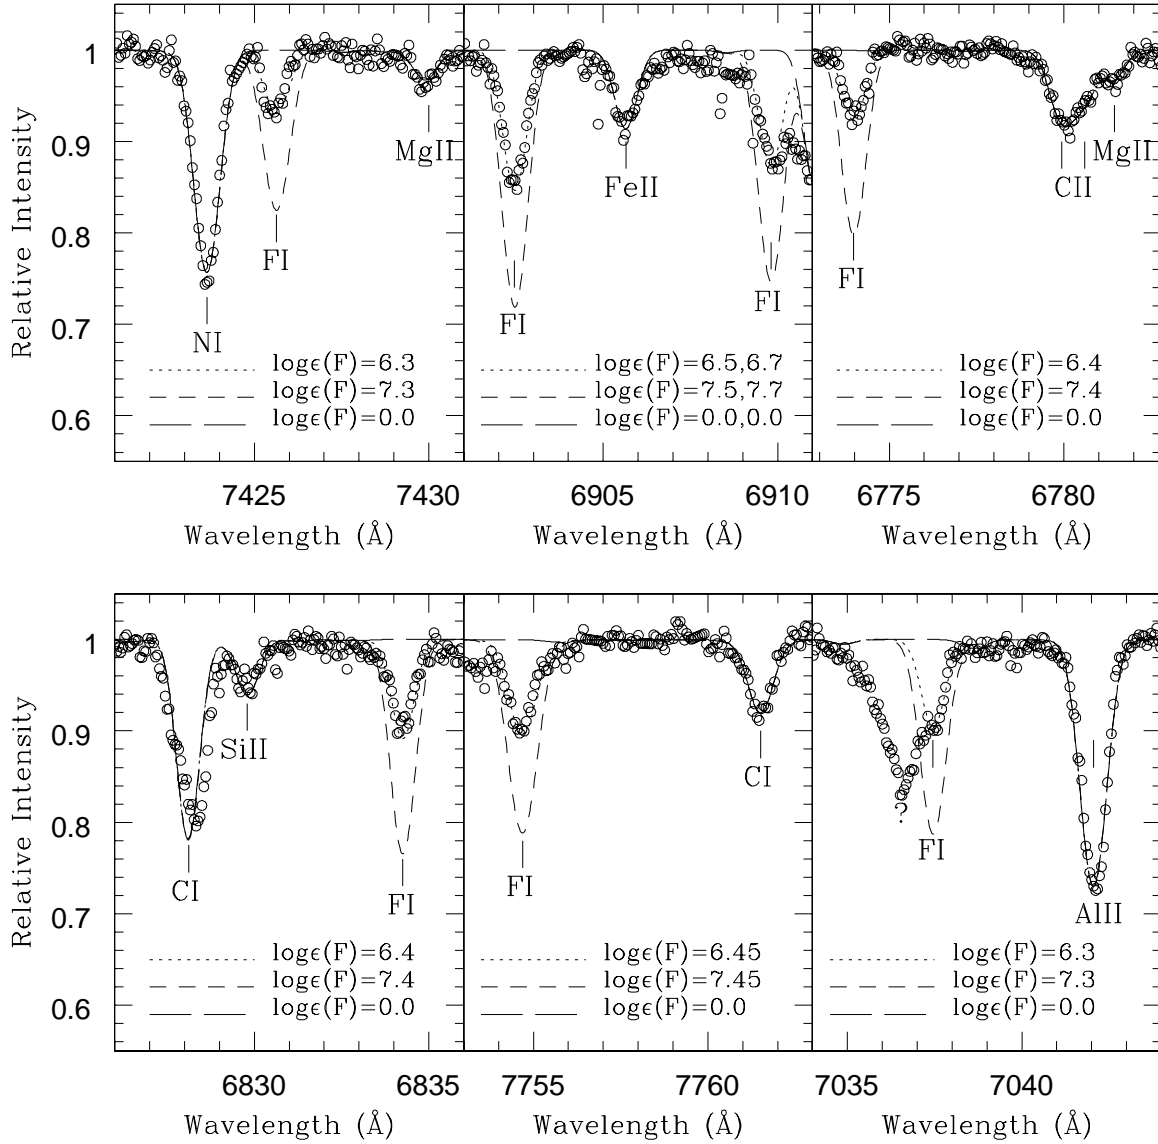 1
0.9
0.8
0.7
0.6
Relative Intensity
NI
FI
MgII
logϵ(F)=6.3
logϵ(F)=7.3
logϵ(F)=0.0
7425
7430
Wavelength (Å)
FI
FeII
FI
logϵ(F)=6.5,6.7
logϵ(F)=7.5,7.7
logϵ(F)=0.0,0.0
6905
6910
Wavelength (Å)
FI
CII
MgII
logϵ(F)=6.4
logϵ(F)=7.4
logϵ(F)=0.0
6775
6780
Wavelength (Å)
1
0.9
0.8
0.7
0.6
Relative Intensity
CI
SiII
FI
logϵ(F)=6.4
logϵ(F)=7.4
logϵ(F)=0.0
6830
6835
Wavelength (Å)
FI
CI
logϵ(F)=6.45
logϵ(F)=7.45
logϵ(F)=0.0
7755
7760
Wavelength (Å)
?
FI
AlII
logϵ(F)=6.3
logϵ(F)=7.3
logϵ(F)=0.0
7035
7040
Wavelength (Å)